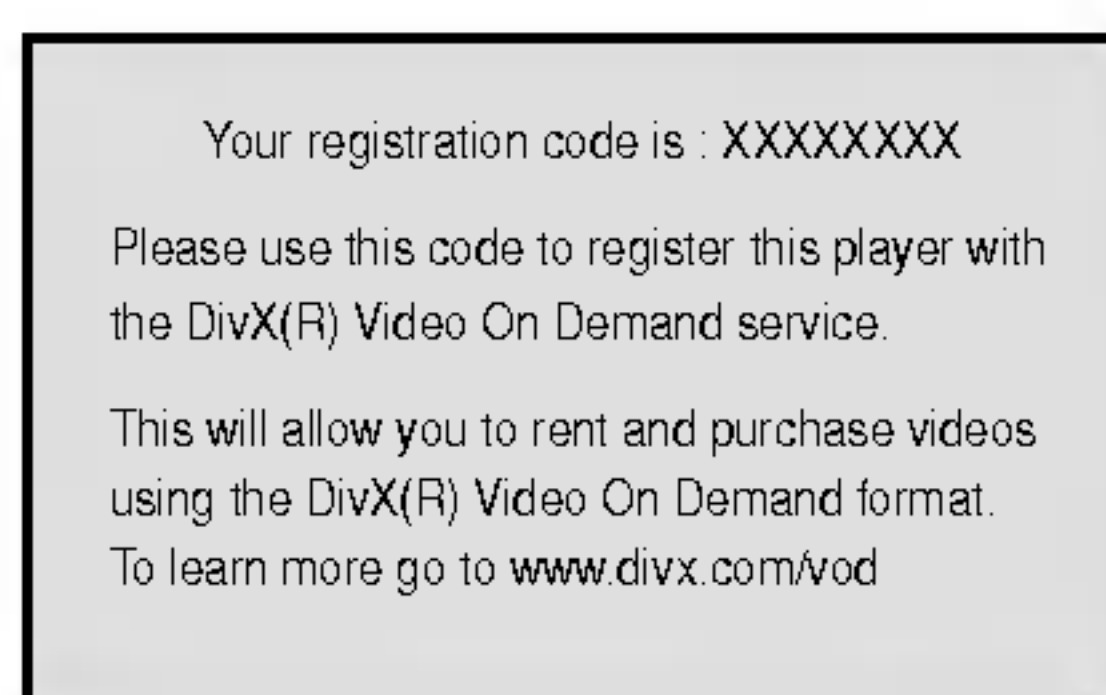 Your registration code is : XXXXXXXX
Please use this code to register this player with
the DivX(R) Video On Demand service.
This will allow you to rent and purchase videos
using the DivX(R) Video On Demand format.
To learn more go to www.divx.com/vod